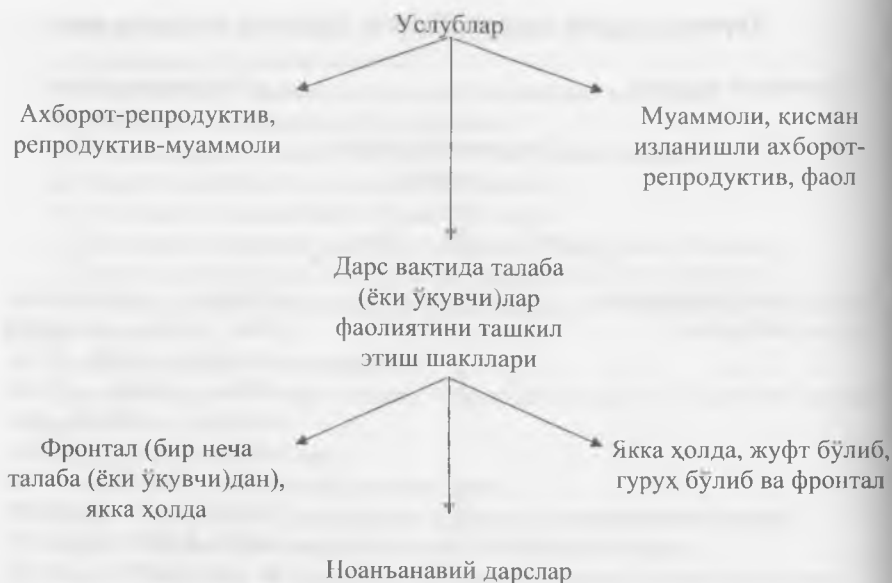 Услублар
Ахборот-репродуктив,
репродуктив-муаммоли
Муаммоли, қисман
изланишли ахборот-
репродуктив, фаол
Дарс вақтида талаба
(ёки ўқувчи)лар
фаолиятини ташкил
этиш шакллари
Фронтал (бир неча
талаба (ёки ўқувчи)дан),
якка ҳолда
Якка ҳолда, жуфт бўлиб,
гуруҳ бўлиб ва фронтал
Ноанъанавий дарслар